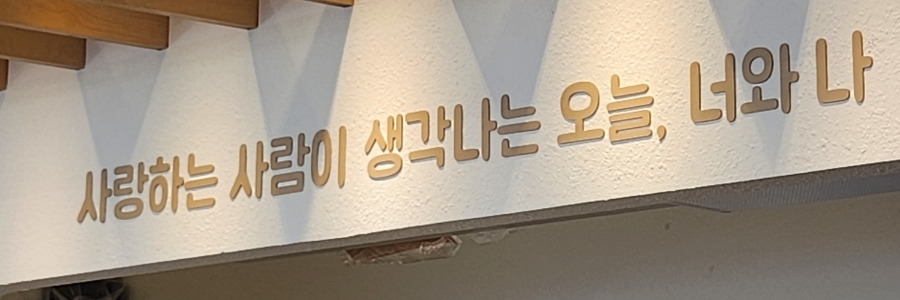 사랑하는 사람이 생각나는 오늘, 너와 나